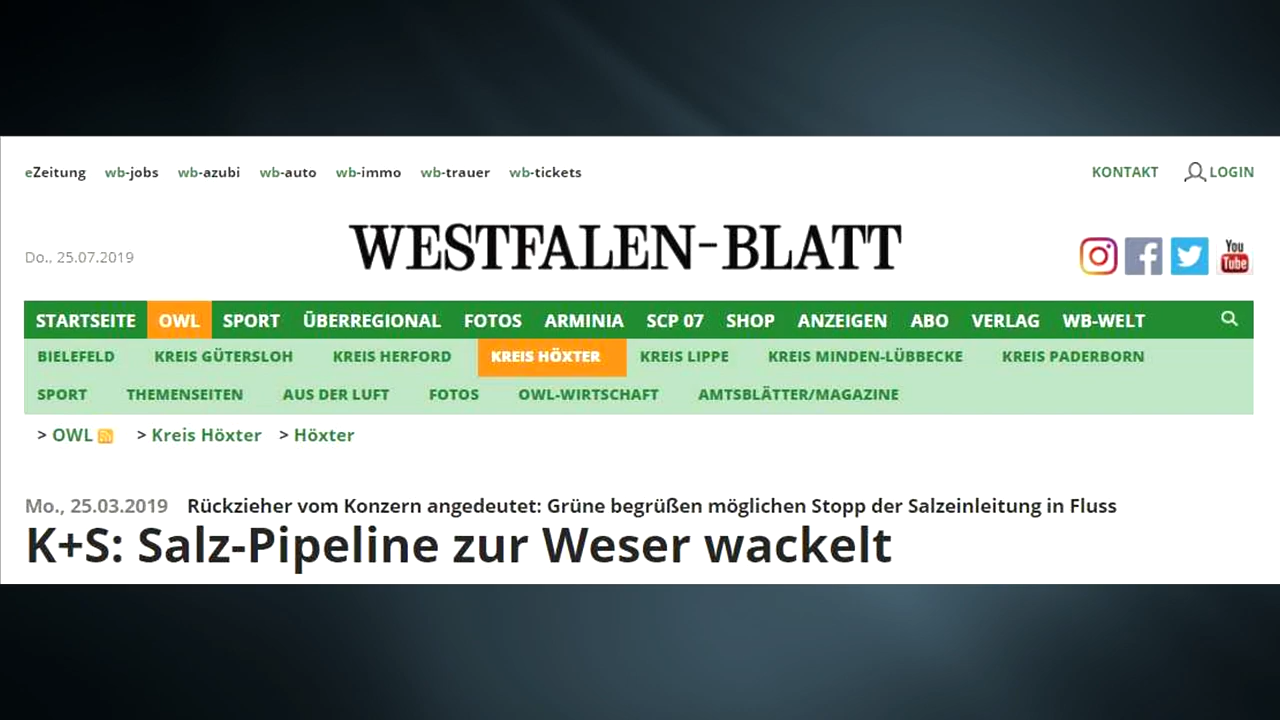 eZeitung wb-jobs wb-azubi wb-auto wb-immo wb-trauer wb-tickets KONTAKT LOGIN
Do., 25.07.2019 WESTFALEN-BLATT You Tube
STARTSEITE OWL SPORT ÜBERREGIONAL FOTOS ARMINIA SCP 07 SHOP ANZEIGEN ABO VERLAG WB-WELT
BIELEFELD KREIS GÜTERSLOH KREIS HERFORD KREIS HÖXTER KREIS LIPPE KREIS MINDEN-LÜBBECKE KREIS PADERBORN
SPORT THEMENSEITEN AUS DER LUFT FOTOS OWL-WIRTSCHAFT AMTSBLÄTTER/MAGAZINE
> OWL > Kreis Höxter > Höxter
Mo., 25.03.2019 Rückzieher vom Konzern angedeutet: Grüne begrüßen möglichen Stopp der Salzeinleitung in Fluss
K+S: Salz-Pipeline zur Weser wackelt